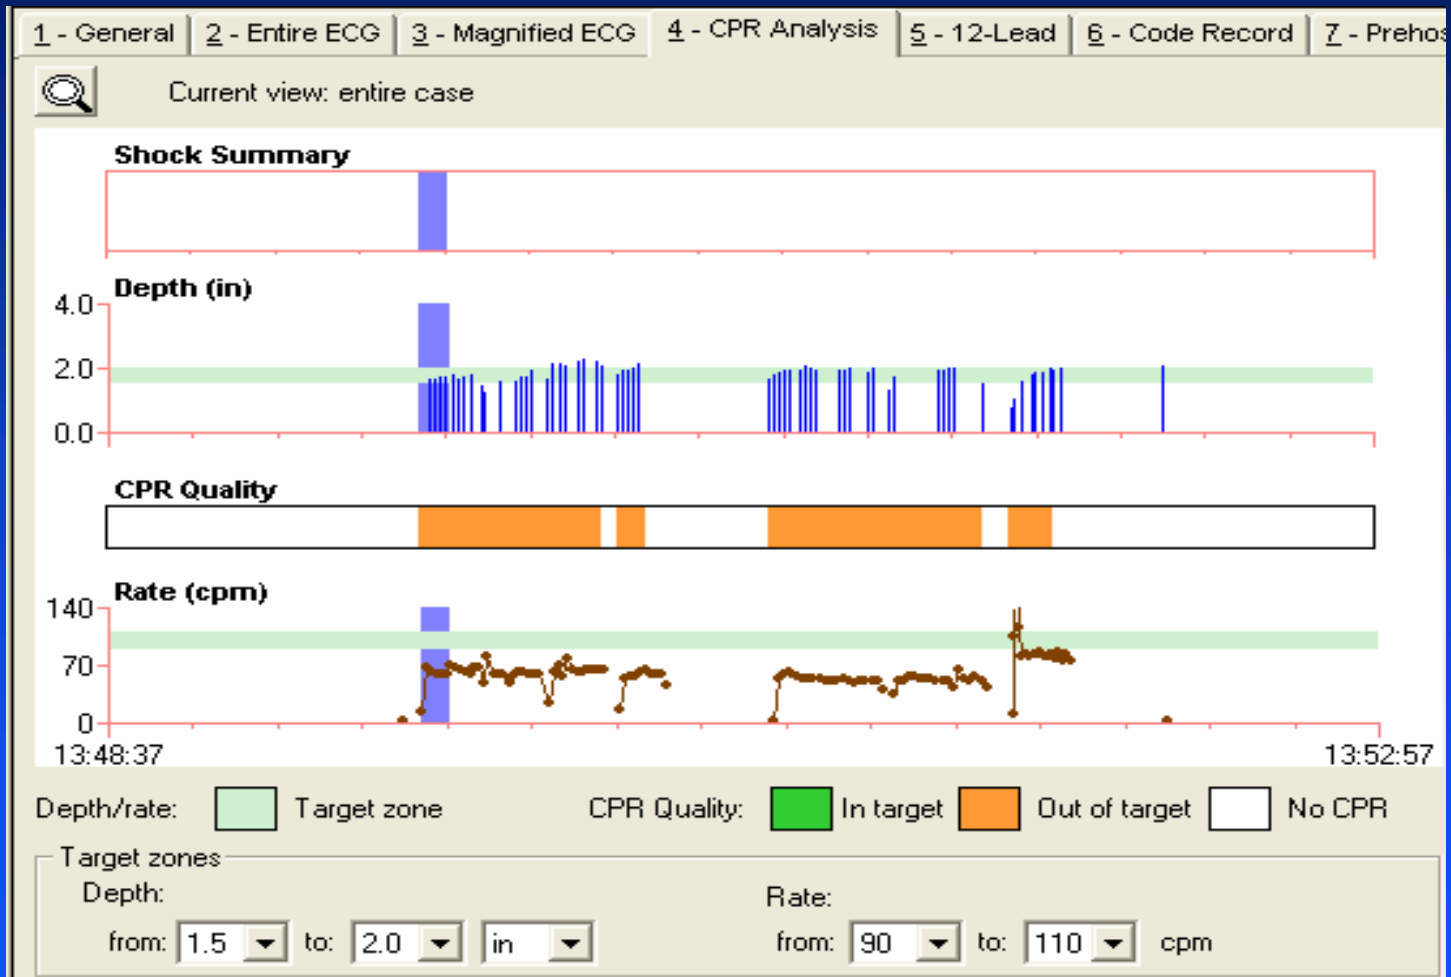 1 - General 2 - Entire ECG 3 - Magnified ECG 4 - CPR Analysis 5 - 12-Lead 6 - Code Record 7 - Prehos
Current view: entire case
Shock Summary
Depth (in)
4.0
2.0
0.0
CPR Quality
Rate (cpm)
140
70
0
13:48:37 13:52:57
Depth/rate: Target zone CPR Quality: In target Out of target No CPR
Target zones
Depth: Rate:
from: 1.5 to: 2.0 in from: 90 to: 110 cpm